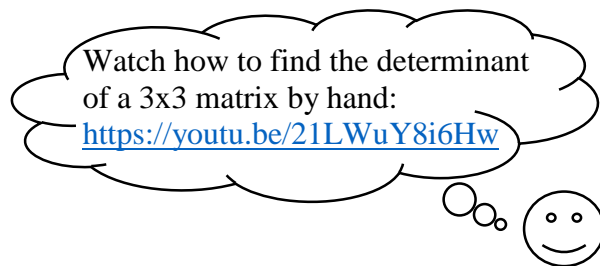 Watch how to find the determinant
of a 3x3 matrix by hand:
https://youtu.be/21LWuY8i6Hw